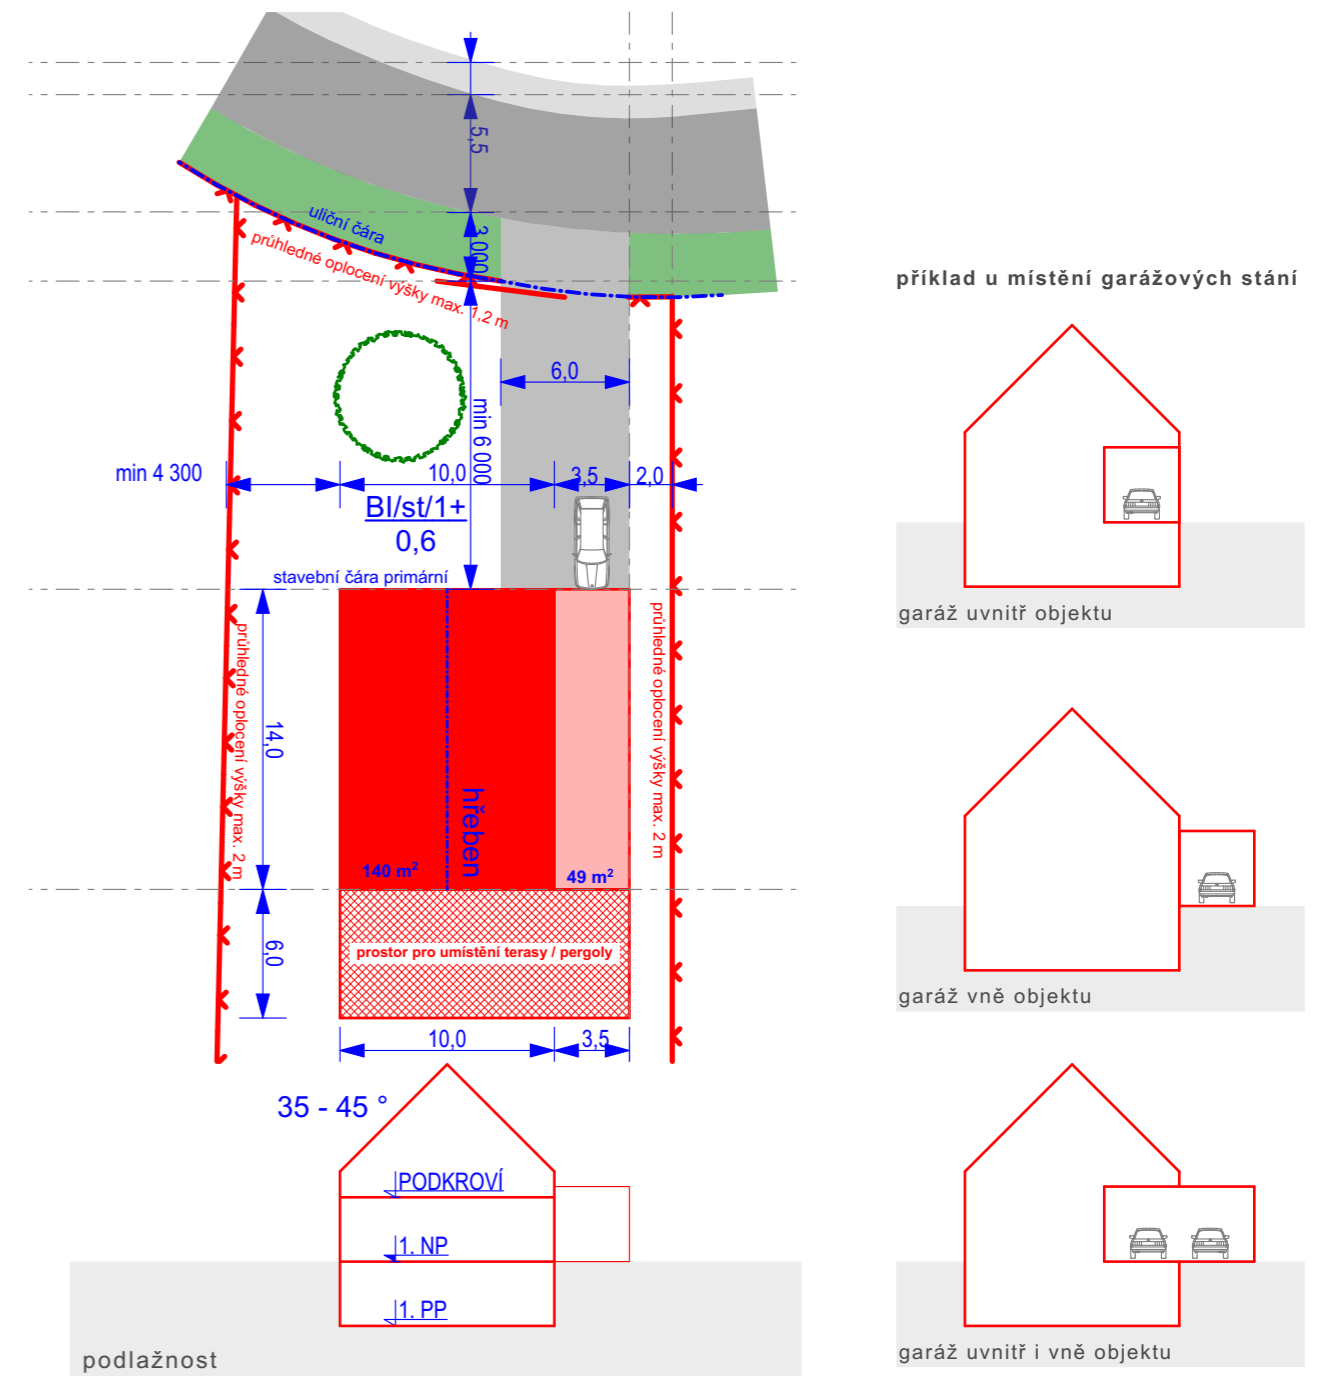 5,5
uliční čára
3 000
průhledné oplocení výšky max. 1,2 m
příklad u místění garážových stání
6,0
min 6 000
min 4 300
10,0
3,5
2,0
BI/st/1+
0,6
stavební čára primární
garáž uvnitř objektu
průhledné oplocení výšky max. 2 m
průhledné oplocení výšky max. 2 m
14,0
hřeben
140 m²
49 m²
6,0
prostor pro umístění terasy / pergoly
garáž vně objektu
10,0
3,5
35 - 45 °
PODKROVÍ
1. NP
1. PP
podlažnost
garáž uvnitř i vně objektu